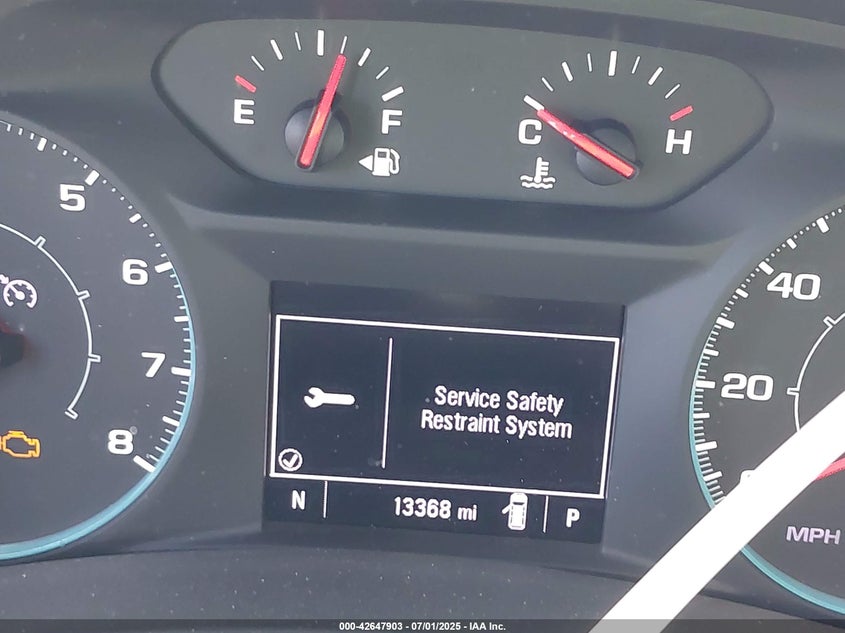 E
F
C
H
5
6
7
8
40
20
Service Safety
Restraint System
N
13368 mi
P
MPH
000-42647903 - 07/01/2025 - IAA Inc.